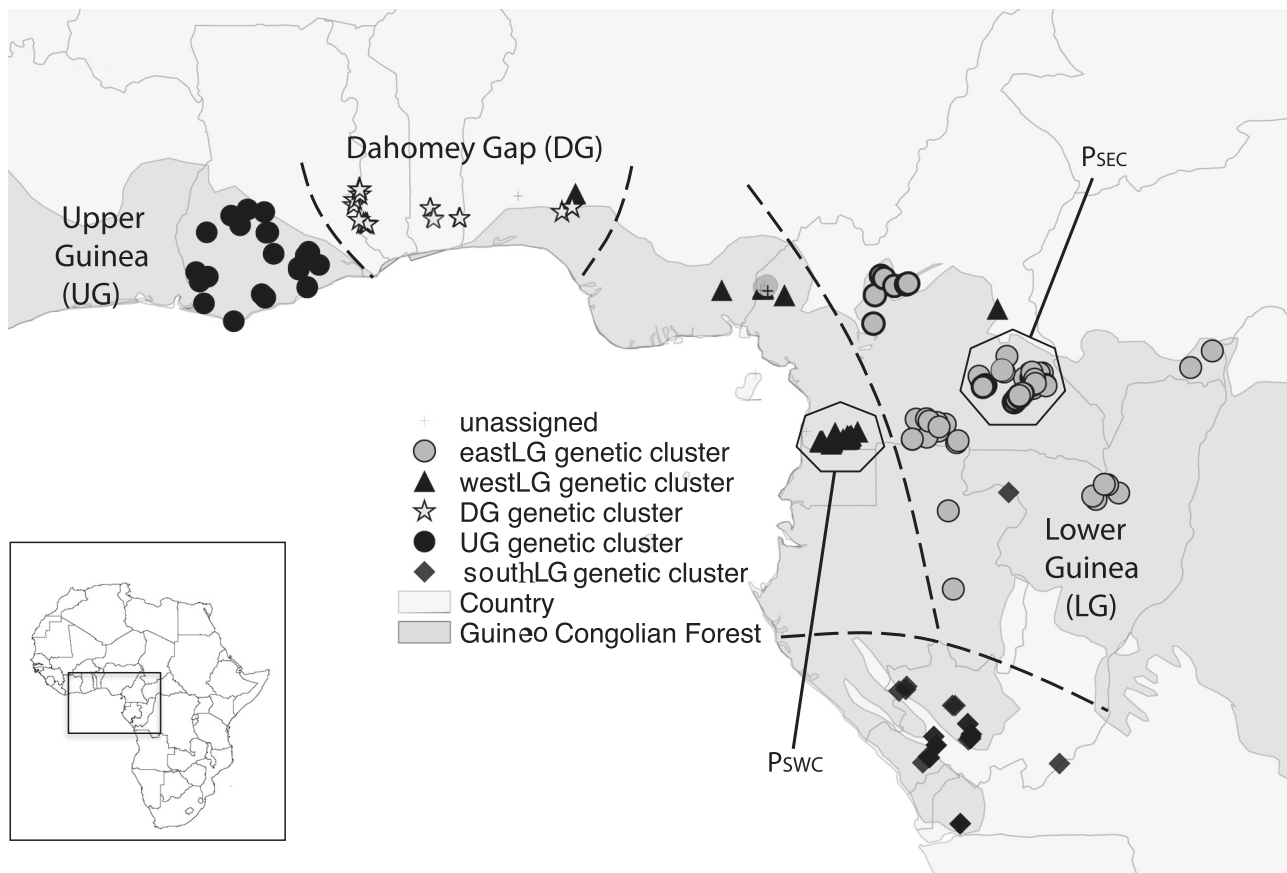 Dahomey Gap (DG)
PSEC
Upper
Guinea
(UG)
unassigned
eastLG genetic cluster
westLG genetic cluster
DG genetic cluster
UG genetic cluster
southLG genetic cluster
Country
Guineo Congolian Forest
Lower
Guinea
(LG)
PSWC